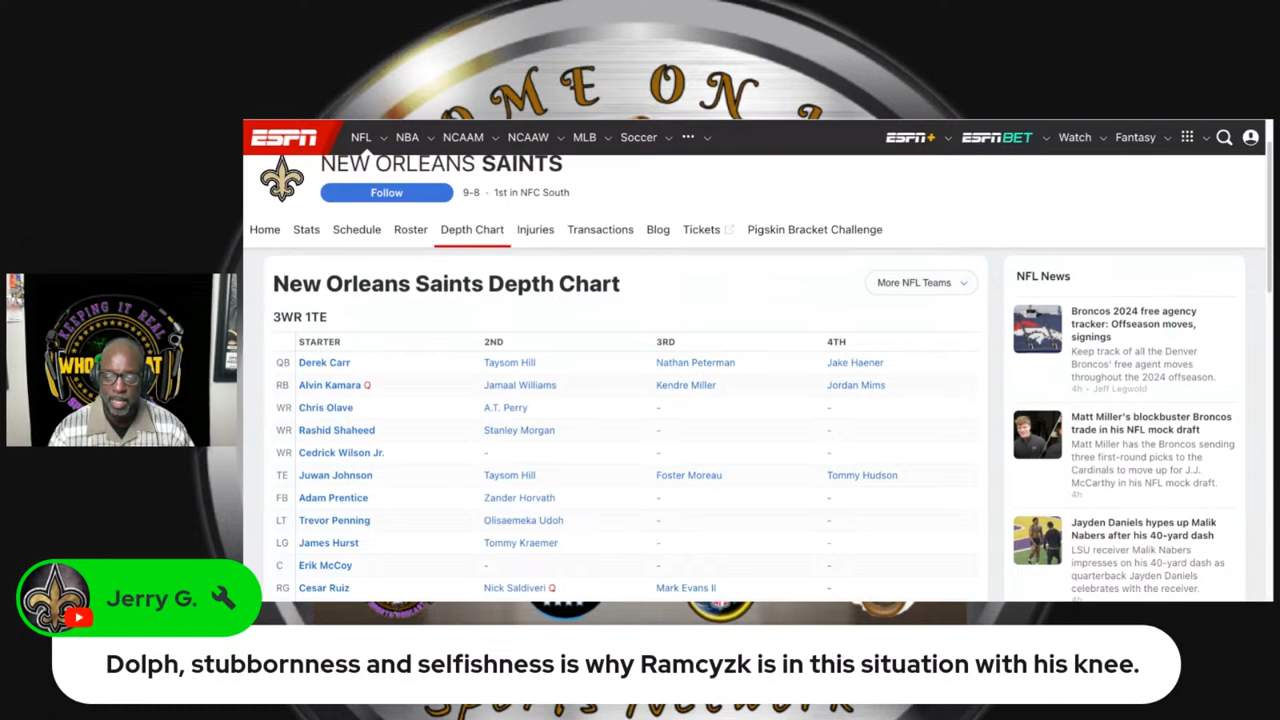 OME ON
ESPN NFL NBA NCAAM NCAAW MLB Soccer ESPN+ ESPN BET Watch Fantasy
NEW ORLEANS SAINTS
Follow 9-8 · 1st in NFC South
Home Stats Schedule Roster Depth Chart Injuries Transactions Blog Tickets Pigskin Bracket Challenge
New Orleans Saints Depth Chart More NFL Teams
3WR 1TE
STARTER 2ND 3RD 4TH
QB Derek Carr Taysom Hill Nathan Peterman Jake Haener
RB Alvin Kamara Q Jamaal Williams Kendre Miller Jordan Mims
WR Chris Olave A.T. Perry - -
WR Rashid Shaheed Stanley Morgan - -
WR Cedrick Wilson Jr. - - -
TE Juwan Johnson Taysom Hill Foster Moreau Tommy Hudson
FB Adam Prentice Zander Horvath - -
LT Trevor Penning Olisaemeka Udoh - -
LG James Hurst Tommy Kraemer - -
C Erik McCoy - - -
RG Cesar Ruiz Nick Saldiveri Q Mark Evans II -
NFL News
Broncos 2024 free agency
tracker: Offseason moves,
signings
Keep track of all the Denver
Broncos' free agent moves
throughout the 2024 offseason.
4h · Jeff Legwold
Matt Miller's blockbuster Broncos
trade in his NFL mock draft
Matt Miller has the Broncos sending
three first-round picks to the
Cardinals to move up for J.J.
McCarthy in his NFL mock draft.
4h
Jayden Daniels hypes up Malik
Nabers after his 40-yard dash
LSU receiver Malik Nabers
impresses on his 40-yard dash as
quarterback Jayden Daniels
celebrates with the receiver.
KEEPING IT REAL
Jerry G.
Dolph, stubbornness and selfishness is why Ramcyzk is in this situation with his knee.